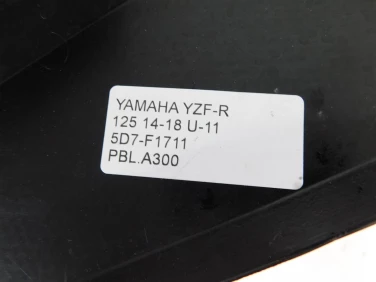 YAMAHA YZF-R
125 14-18 U-11
5D7-F1711
PBL.A300